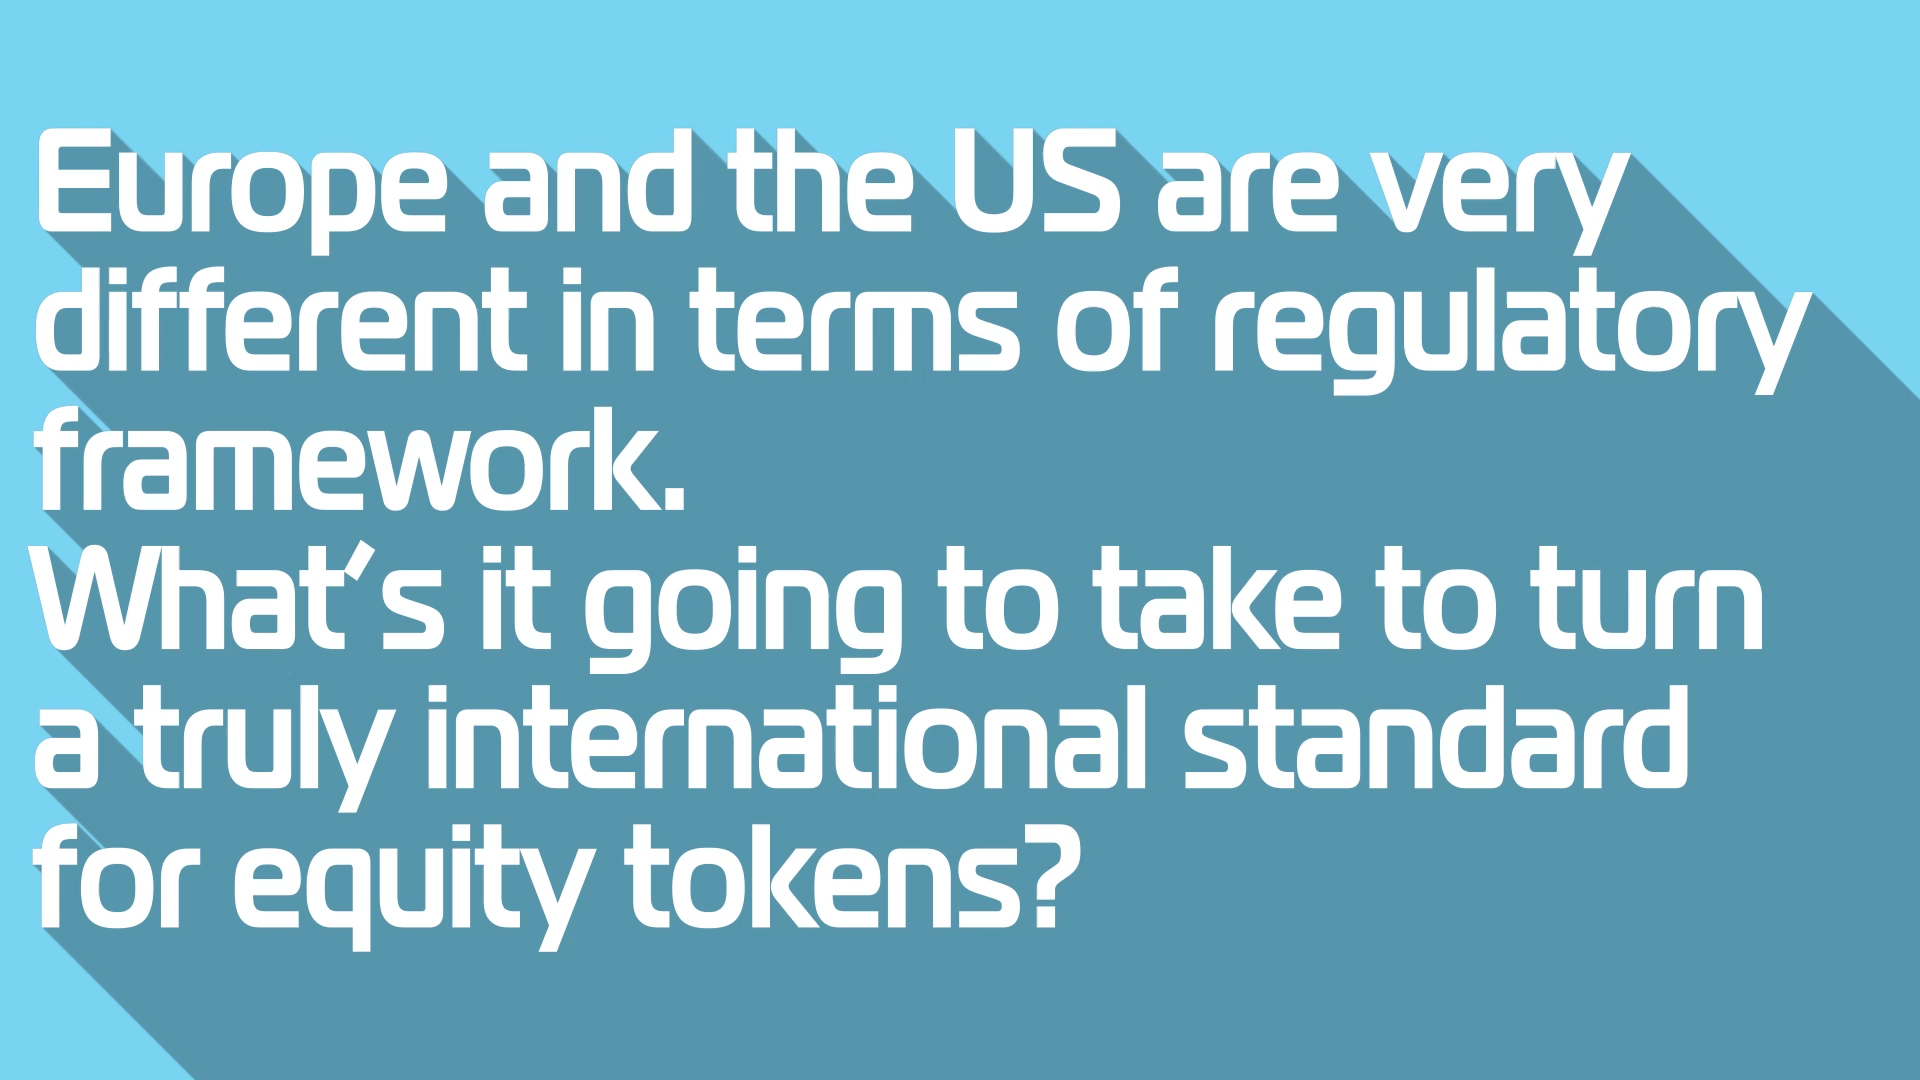 Europe and the US are very
different in terms of regulatory
framework.
What's it going to take to turn
a truly international standard
for equity tokens?